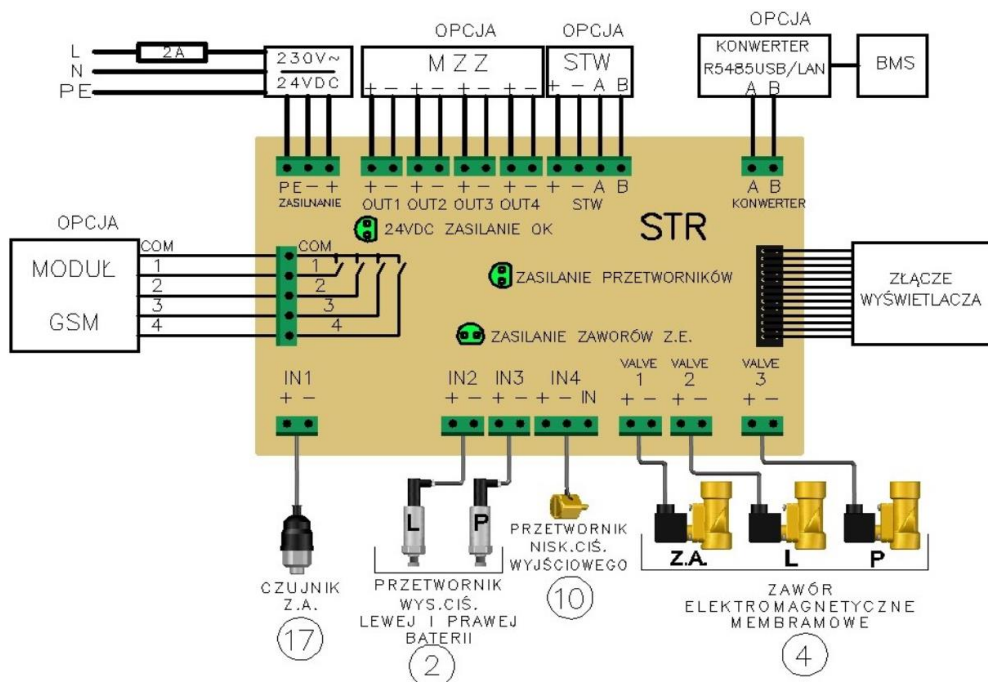 OPCJA
OPCJA
OPCJA
L
2A
N
PE
230V~
24VDC
MZZ
+ − + − + − + −
STW
+ − A B
KONWERTER
R5485USB/LAN
A B
BMS
PE − +
ZASILNANIE
+ − + − + − + −
OUT1 OUT2 OUT3 OUT4
+ − A B
STW
A B
KONWERTER
24VDC ZASILANIE OK
STR
OPCJA
MODUŁ
GSM
COM
1
2
3
4
COM
1
2
3
4
ZASILANIE PRZETWORNIKÓW
ZASILANIE ZAWORÓW Z.E.
ZŁĄCZE
WYŚWIETLACZA
IN1
+ −
IN2 IN3
+ − + −
IN4
+ − IN
VALVE
1
+ −
VALVE
2
+ −
VALVE
3
+ −
CZUJNIK
Z.A.
17
L P
PRZETWORNIK
WYS.CIŚ.
LEWEJ I PRAWEJ
BATERII
2
PRZETWORNIK
NISK.CIŚ.
WYJŚCIOWEGO
10
Z.A. L P
ZAWÓR
ELEKTROMAGNETYCZNE
MEMBRAMOWE
4